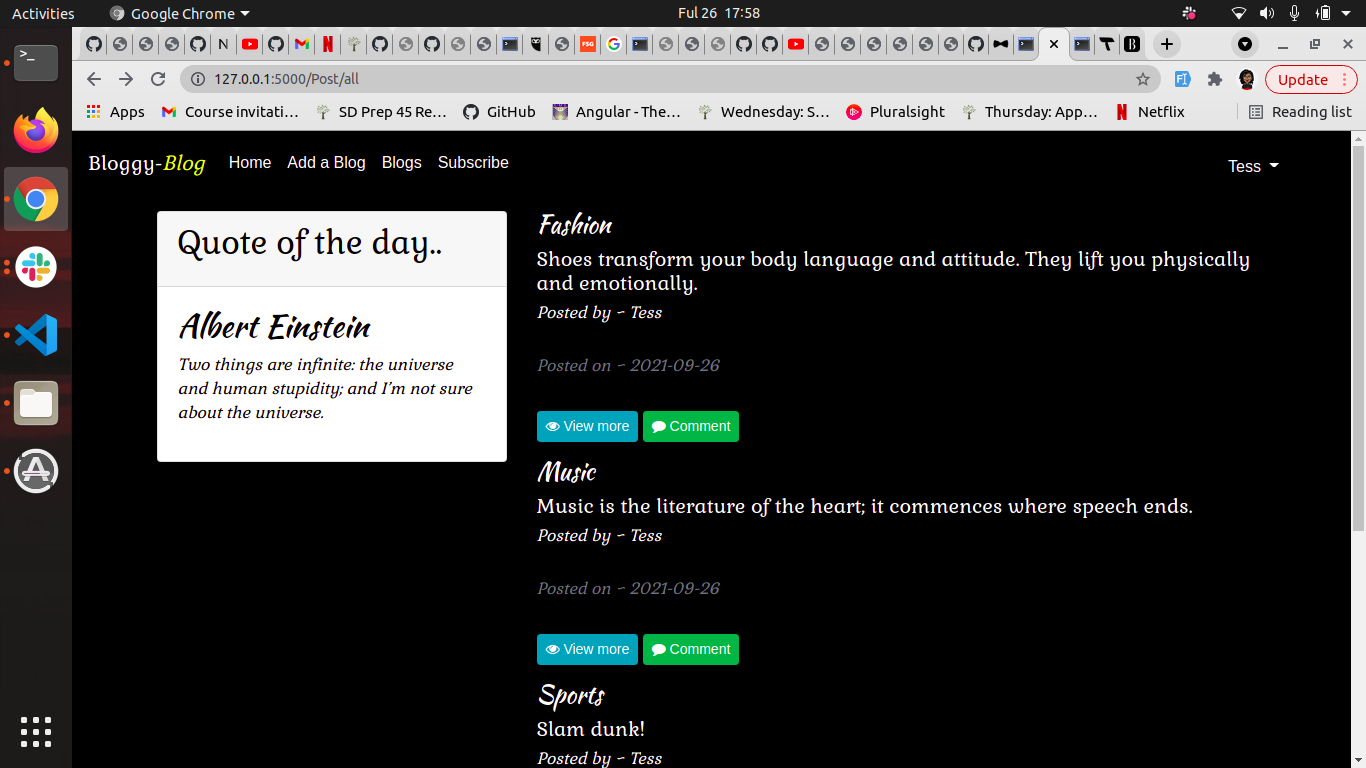 Activities
Google Chrome
Ful 26 17:58
127.0.0.1:5000/Post/all
Update
Apps
Course invitati...
SD Prep 45 Re...
GitHub
Angular - The...
Wednesday: S...
Pluralsight
Thursday: App...
Netflix
Reading list
Bloggy-Blog
Home
Add a Blog
Blogs
Subscribe
Tess
Quote of the day..
Albert Einstein
Two things are infinite: the universe
and human stupidity; and I'm not sure
about the universe.
Fashion
Shoes transform your body language and attitude. They lift you physically
and emotionally.
Posted by ~ Tess
Posted on ~ 2021-09-26
View more
Comment
Music
Music is the literature of the heart; it commences where speech ends.
Posted by ~ Tess
Posted on ~ 2021-09-26
View more
Comment
Sports
Slam dunk!
Posted by ~ Tess